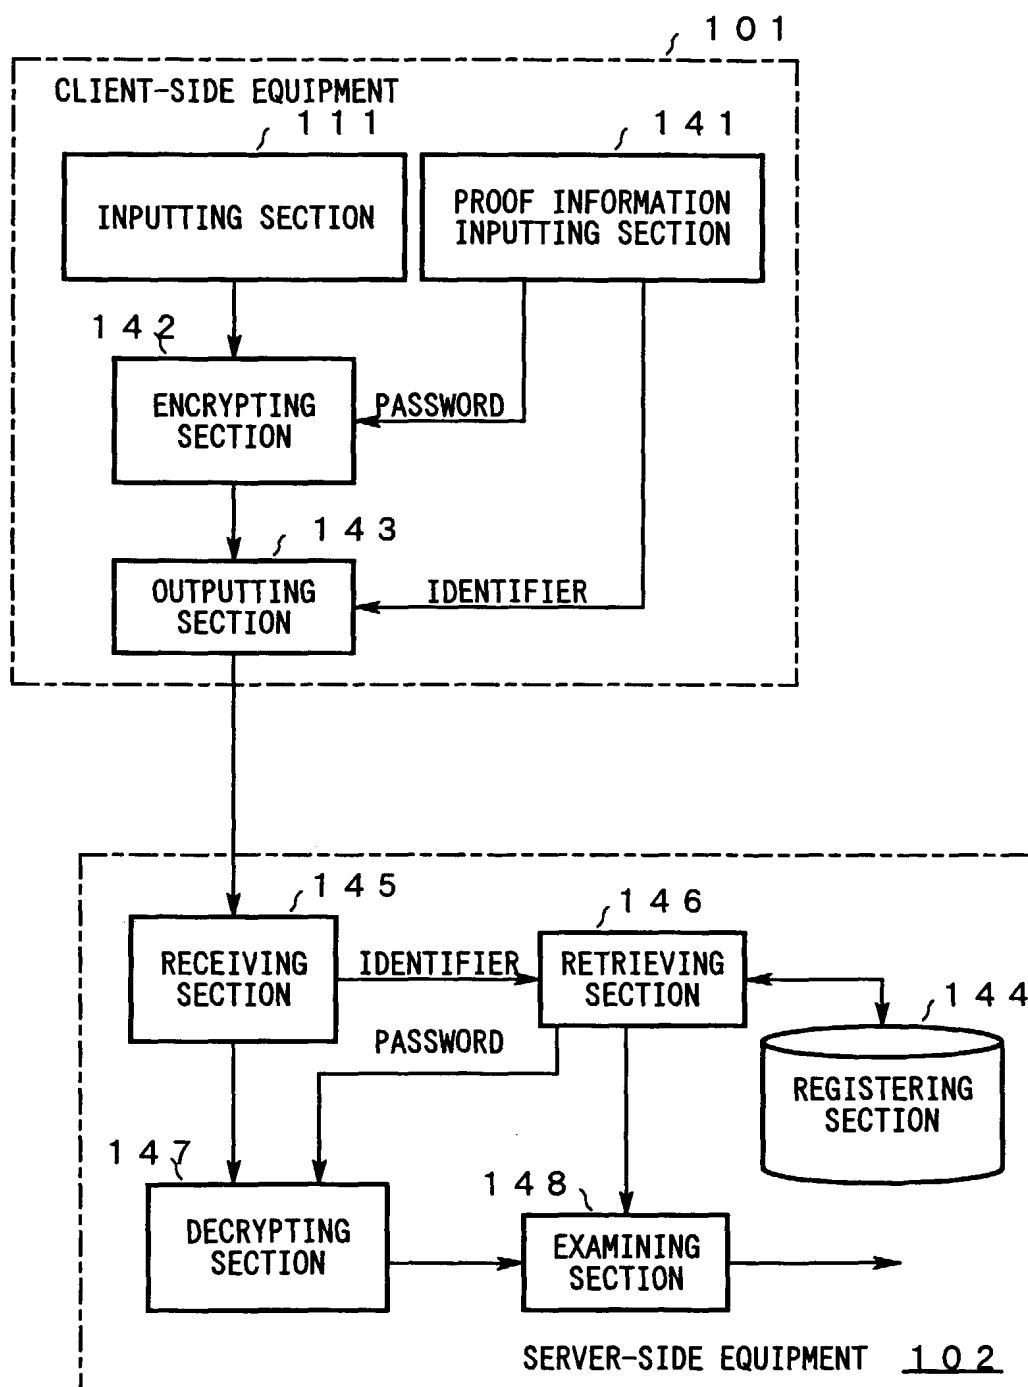 101
CLIENT-SIDE EQUIPMENT
111
141
INPUTTING SECTION
PROOF INFORMATION
INPUTTING SECTION
142
ENCRYPTING
SECTION
PASSWORD
143
OUTPUTTING
SECTION
IDENTIFIER
145
146
RECEIVING
SECTION
IDENTIFIER
RETRIEVING
SECTION
144
PASSWORD
REGISTERING
SECTION
147
148
DECRYPTING
SECTION
EXAMINING
SECTION
SERVER-SIDE EQUIPMENT 102